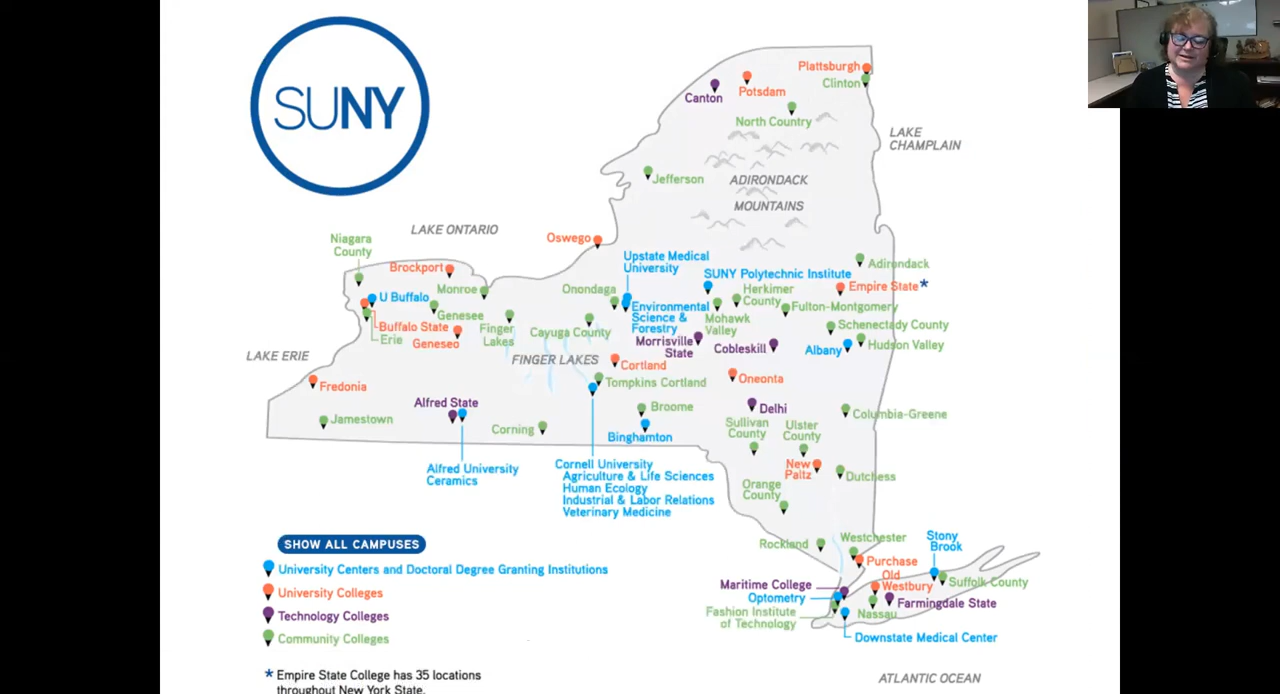 SUNY
Plattsburgh
Clinton
Potsdam
Canton
North Country
LAKE
CHAMPLAIN
Jefferson
ADIRONDACK
MOUNTAINS
LAKE ONTARIO
Oswego
Niagara
County
Brockport
Monroe
U Buffalo
Genesee
Buffalo State
Erie
Geneseo
Finger
Lakes
Onondaga
Cayuga County
Upstate Medical
University
Environmental
Science &
Forestry
SUNY Polytechnic Institute
Herkimer
County
Mohawk
Valley
Adirondack
Empire State*
Fulton-Montgomery
Schenectady County
Hudson Valley
Albany
Morrisville
State
Cobleskill
LAKE ERIE
FINGER LAKES
Cortland
Tompkins Cortland
Oneonta
Fredonia
Jamestown
Alfred State
Corning
Broome
Binghamton
Delhi
Columbia-Greene
Sullivan
County
Ulster
County
New
Paltz
Dutchess
Orange
County
Alfred University
Ceramics
Cornell University
Agriculture & Life Sciences
Human Ecology
Industrial & Labor Relations
Veterinary Medicine
Rockland
Westchester
Purchase
Stony
Brook
Old
Westbury
Suffolk County
Maritime College
Optometry
Fashion Institute
of Technology
Nassau
Farmingdale State
Downstate Medical Center
ATLANTIC OCEAN
SHOW ALL CAMPUSES
University Centers and Doctoral Degree Granting Institutions
University Colleges
Technology Colleges
Community Colleges
* Empire State College has 35 locations
throughout New York State.